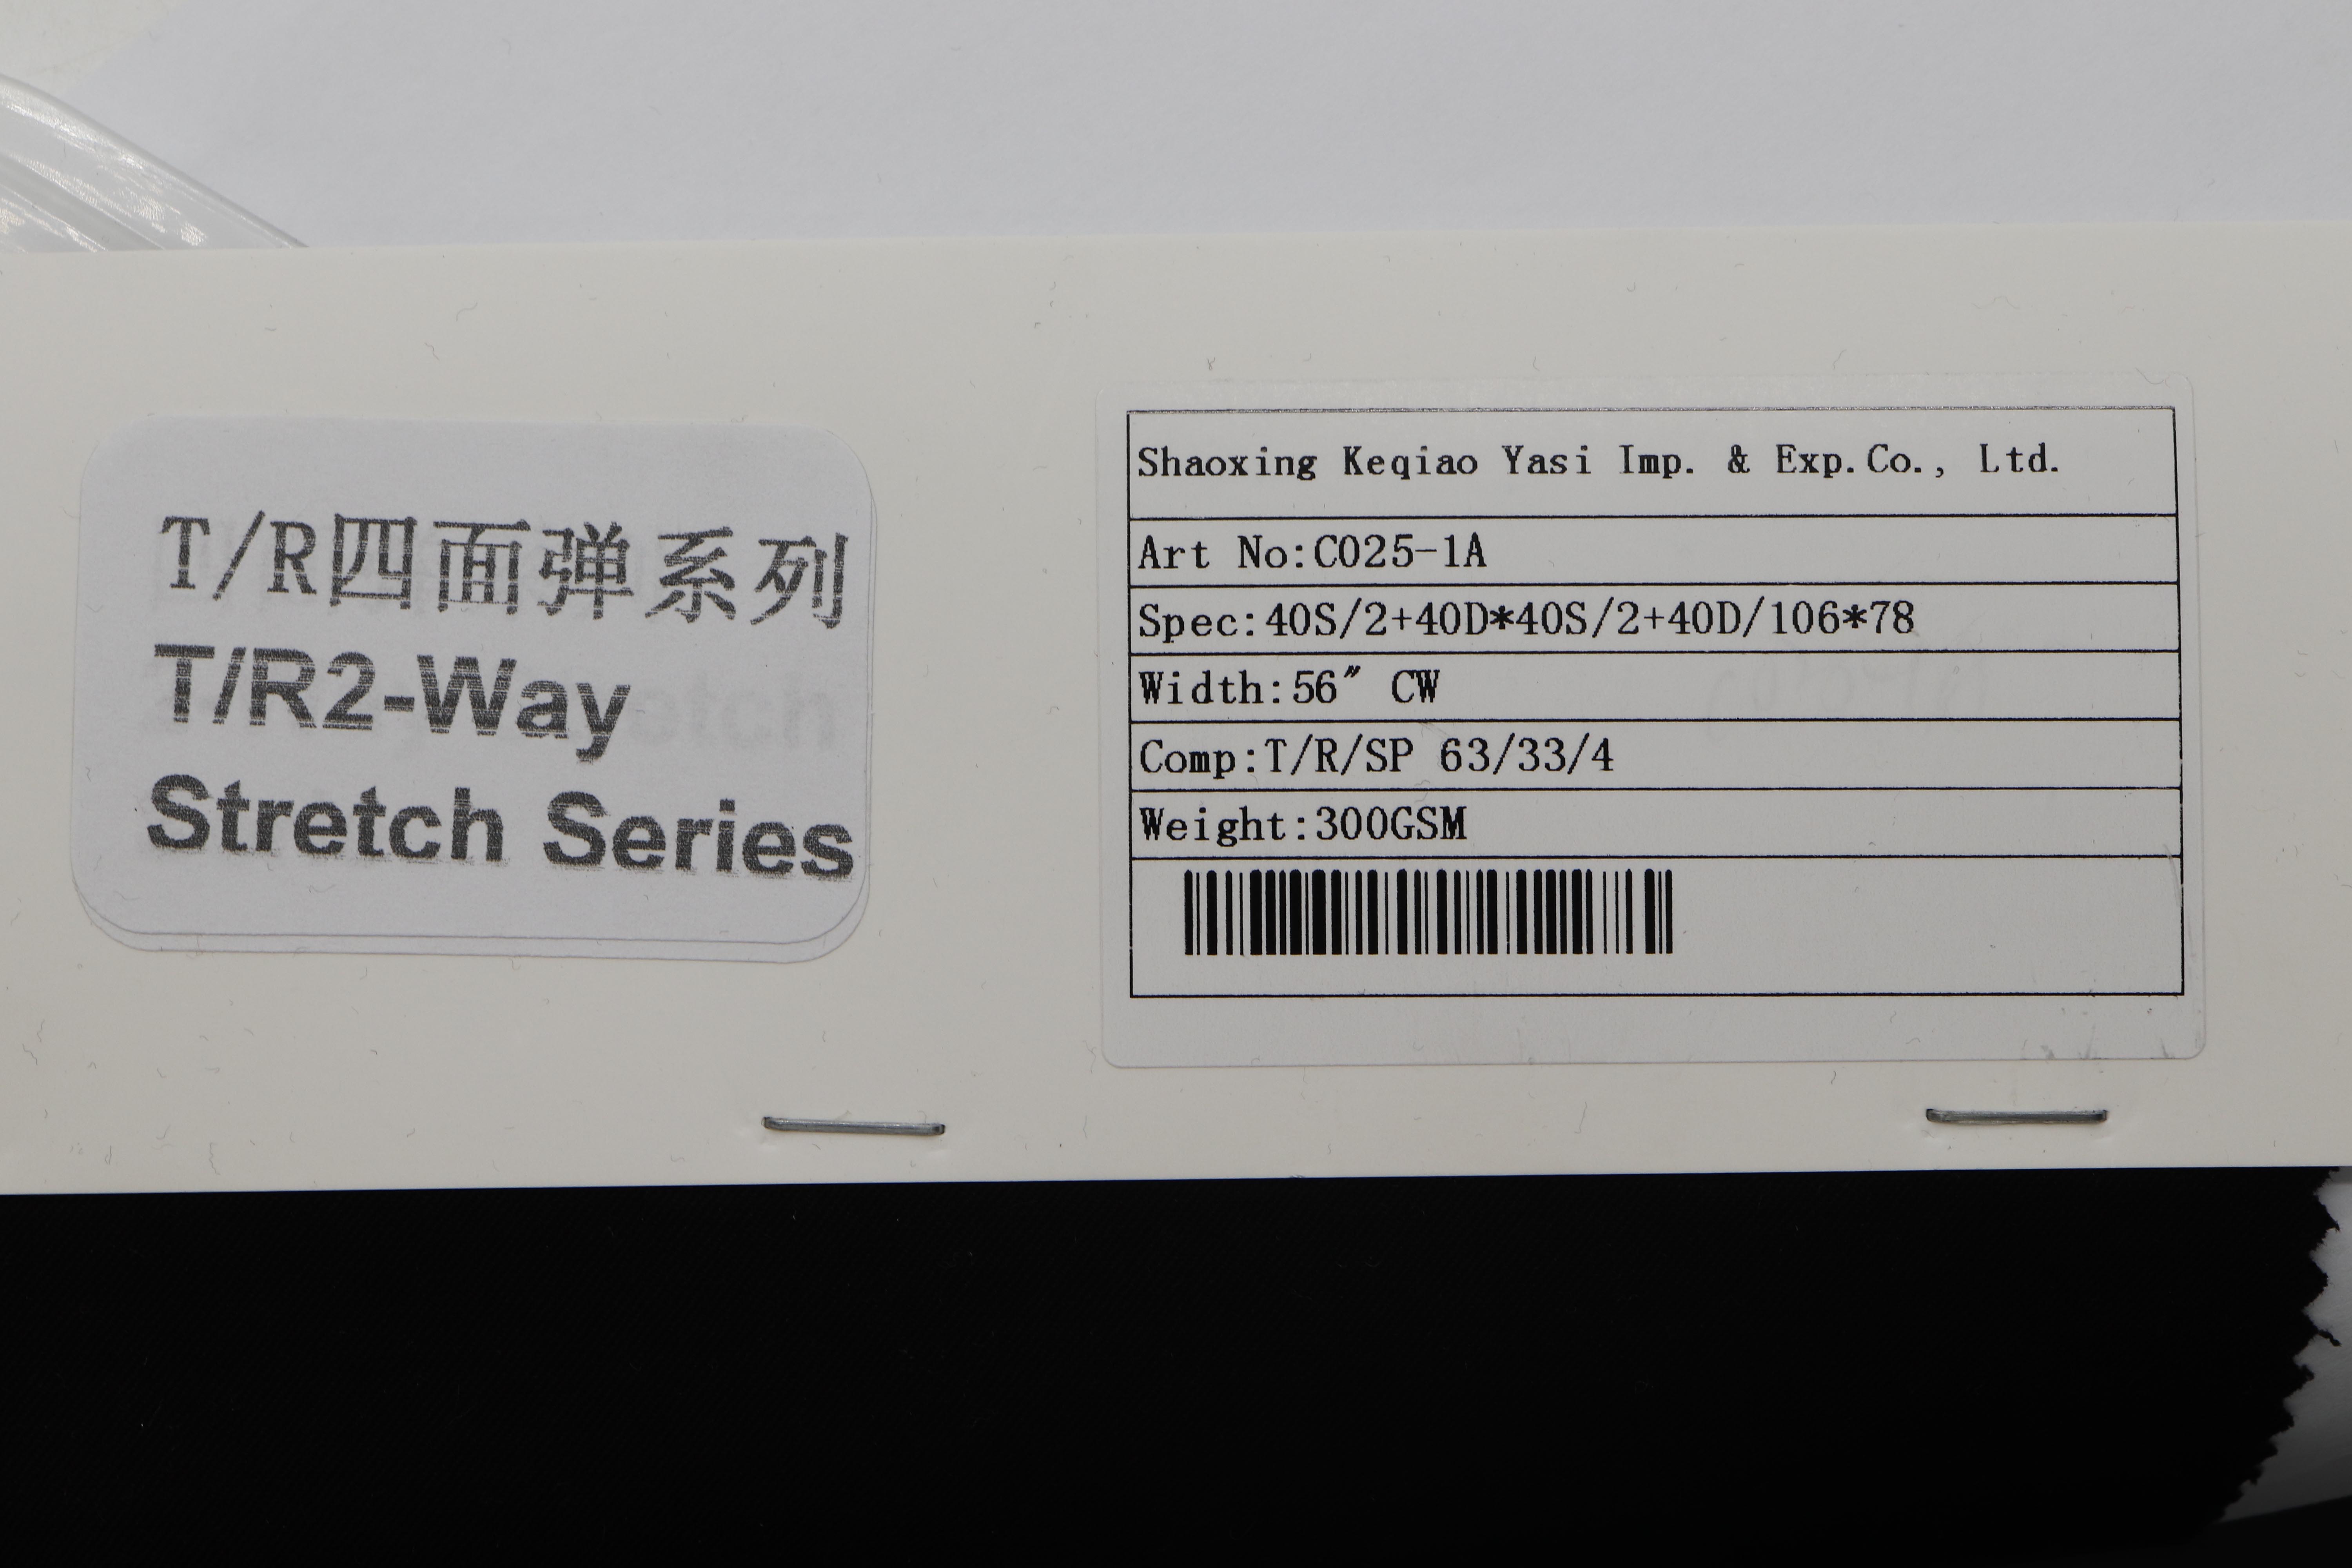 T/R四面弹系列
T/R2-Way
Stretch Series
Shaoxing Keqiao Yasi Imp. & Exp.Co., Ltd.
Art No:C025-1A
Spec:40S/2+40D*40S/2+40D/106*78
Width:56″ CW
Comp:T/R/SP 63/33/4
Weight:300GSM